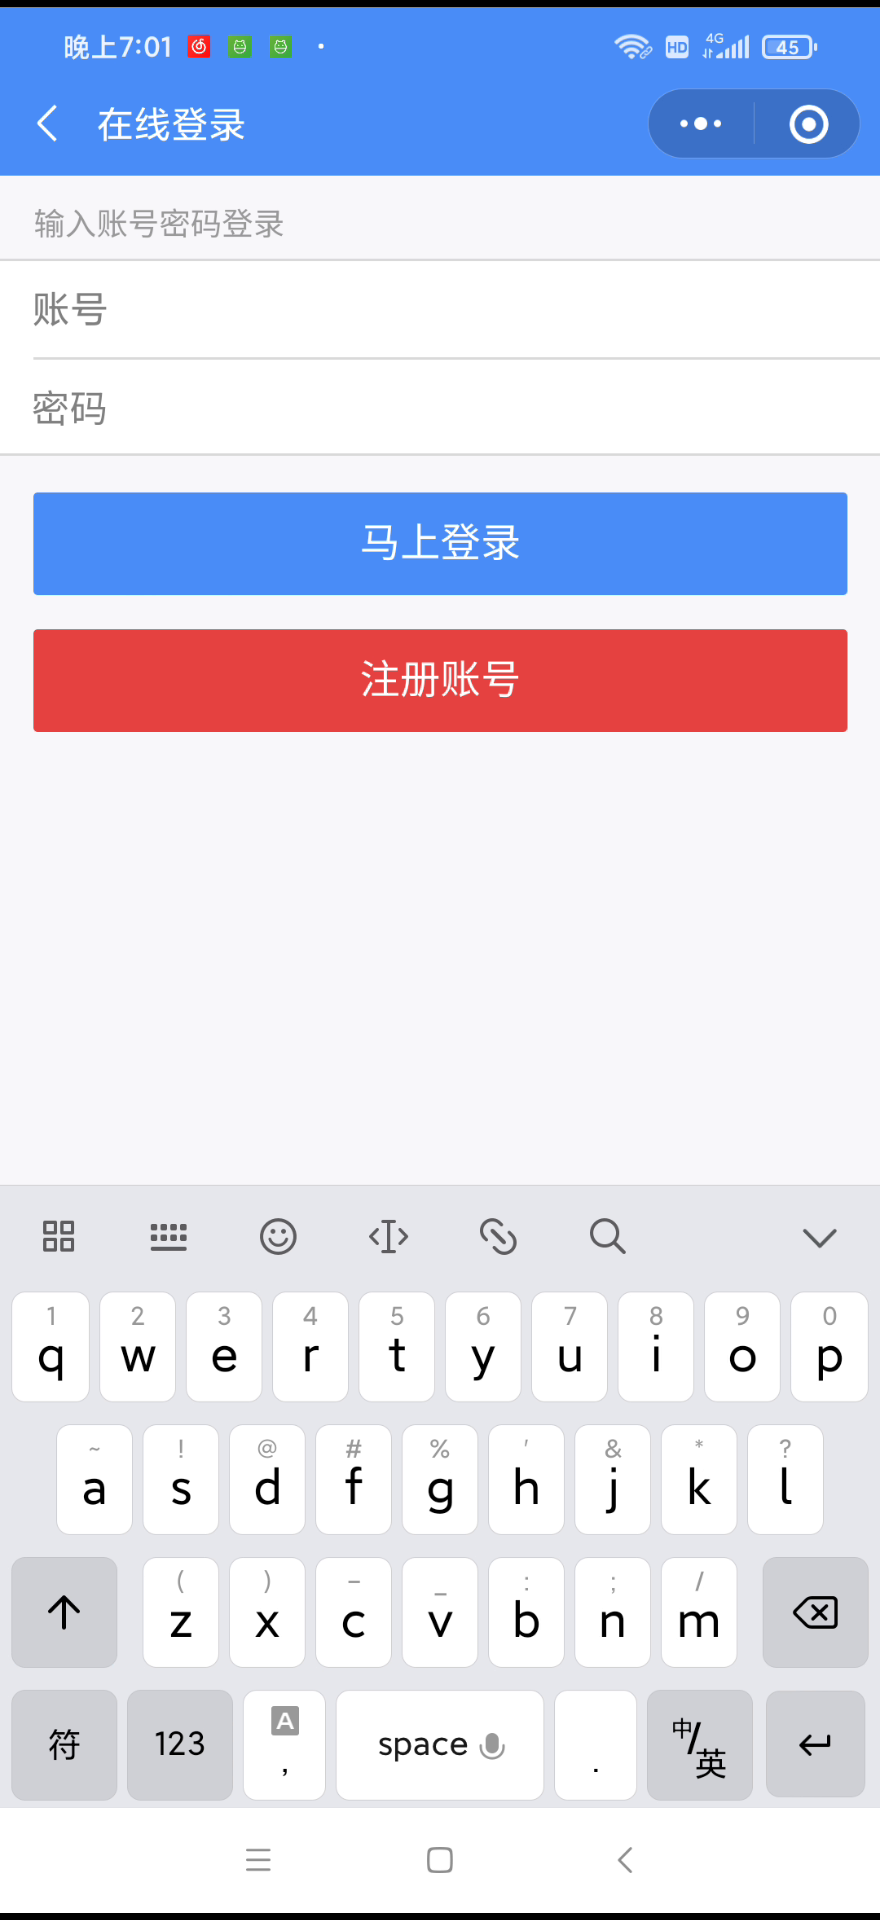 晚上7:01 HD 4G 45
在线登录
输入账号密码登录
账号
密码
马上登录
注册账号
1 2 3 4 5 6 7 8 9 0
q w e r t y u i o p
~ ! @ # % ' & * ?
a s d f g h j k l
( ) – _ : ; /
z x c v b n m
符 123 A , space . 中/英